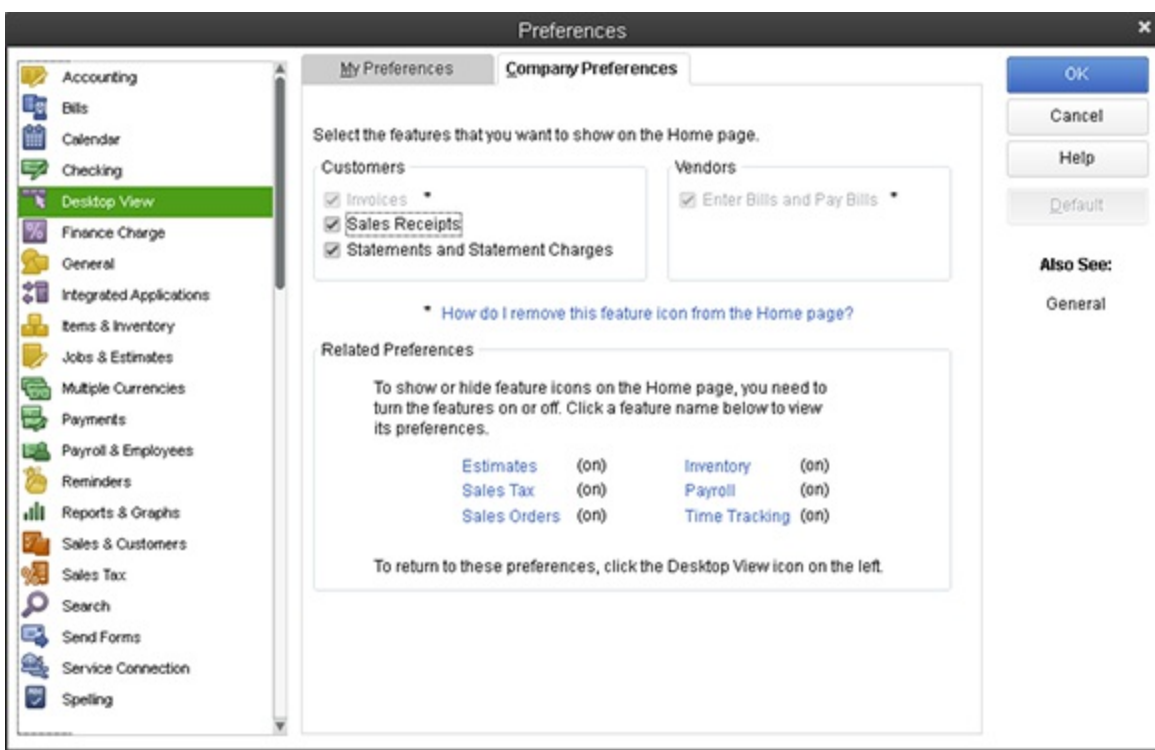 Preferences
Accounting
Bills
Calendar
Checking
Desktop View
Finance Charge
General
Integrated Applications
Items & Inventory
Jobs & Estimates
Multiple Currencies
Payments
Payroll & Employees
Reminders
Reports & Graphs
Sales & Customers
Sales Tax
Search
Send Forms
Service Connection
Spelling
My Preferences
Company Preferences
Select the features that you want to show on the Home page.
Customers
Invoices *
Sales Receipts
Statements and Statement Charges
Vendors
Enter Bills and Pay Bills *
* How do I remove this feature icon from the Home page?
Related Preferences
To show or hide feature icons on the Home page, you need to
turn the features on or off. Click a feature name below to view
its preferences.
Estimates (on) Inventory (on)
Sales Tax (on) Payroll (on)
Sales Orders (on) Time Tracking (on)
To return to these preferences, click the Desktop View icon on the left.
OK
Cancel
Help
Default
Also See:
General